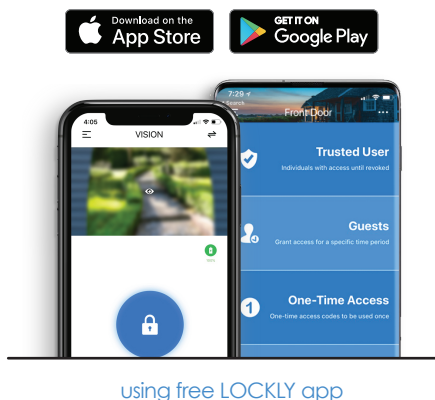 Download on the
App Store
GET IT ON
Google Play
4:05
VISION
7:29
Search
Front Door
Trusted User
Individuals with access until revoked
Guests
Grant access for a specific time period
1
One-Time Access
One-time access codes to be used once
using free LOCKLY app